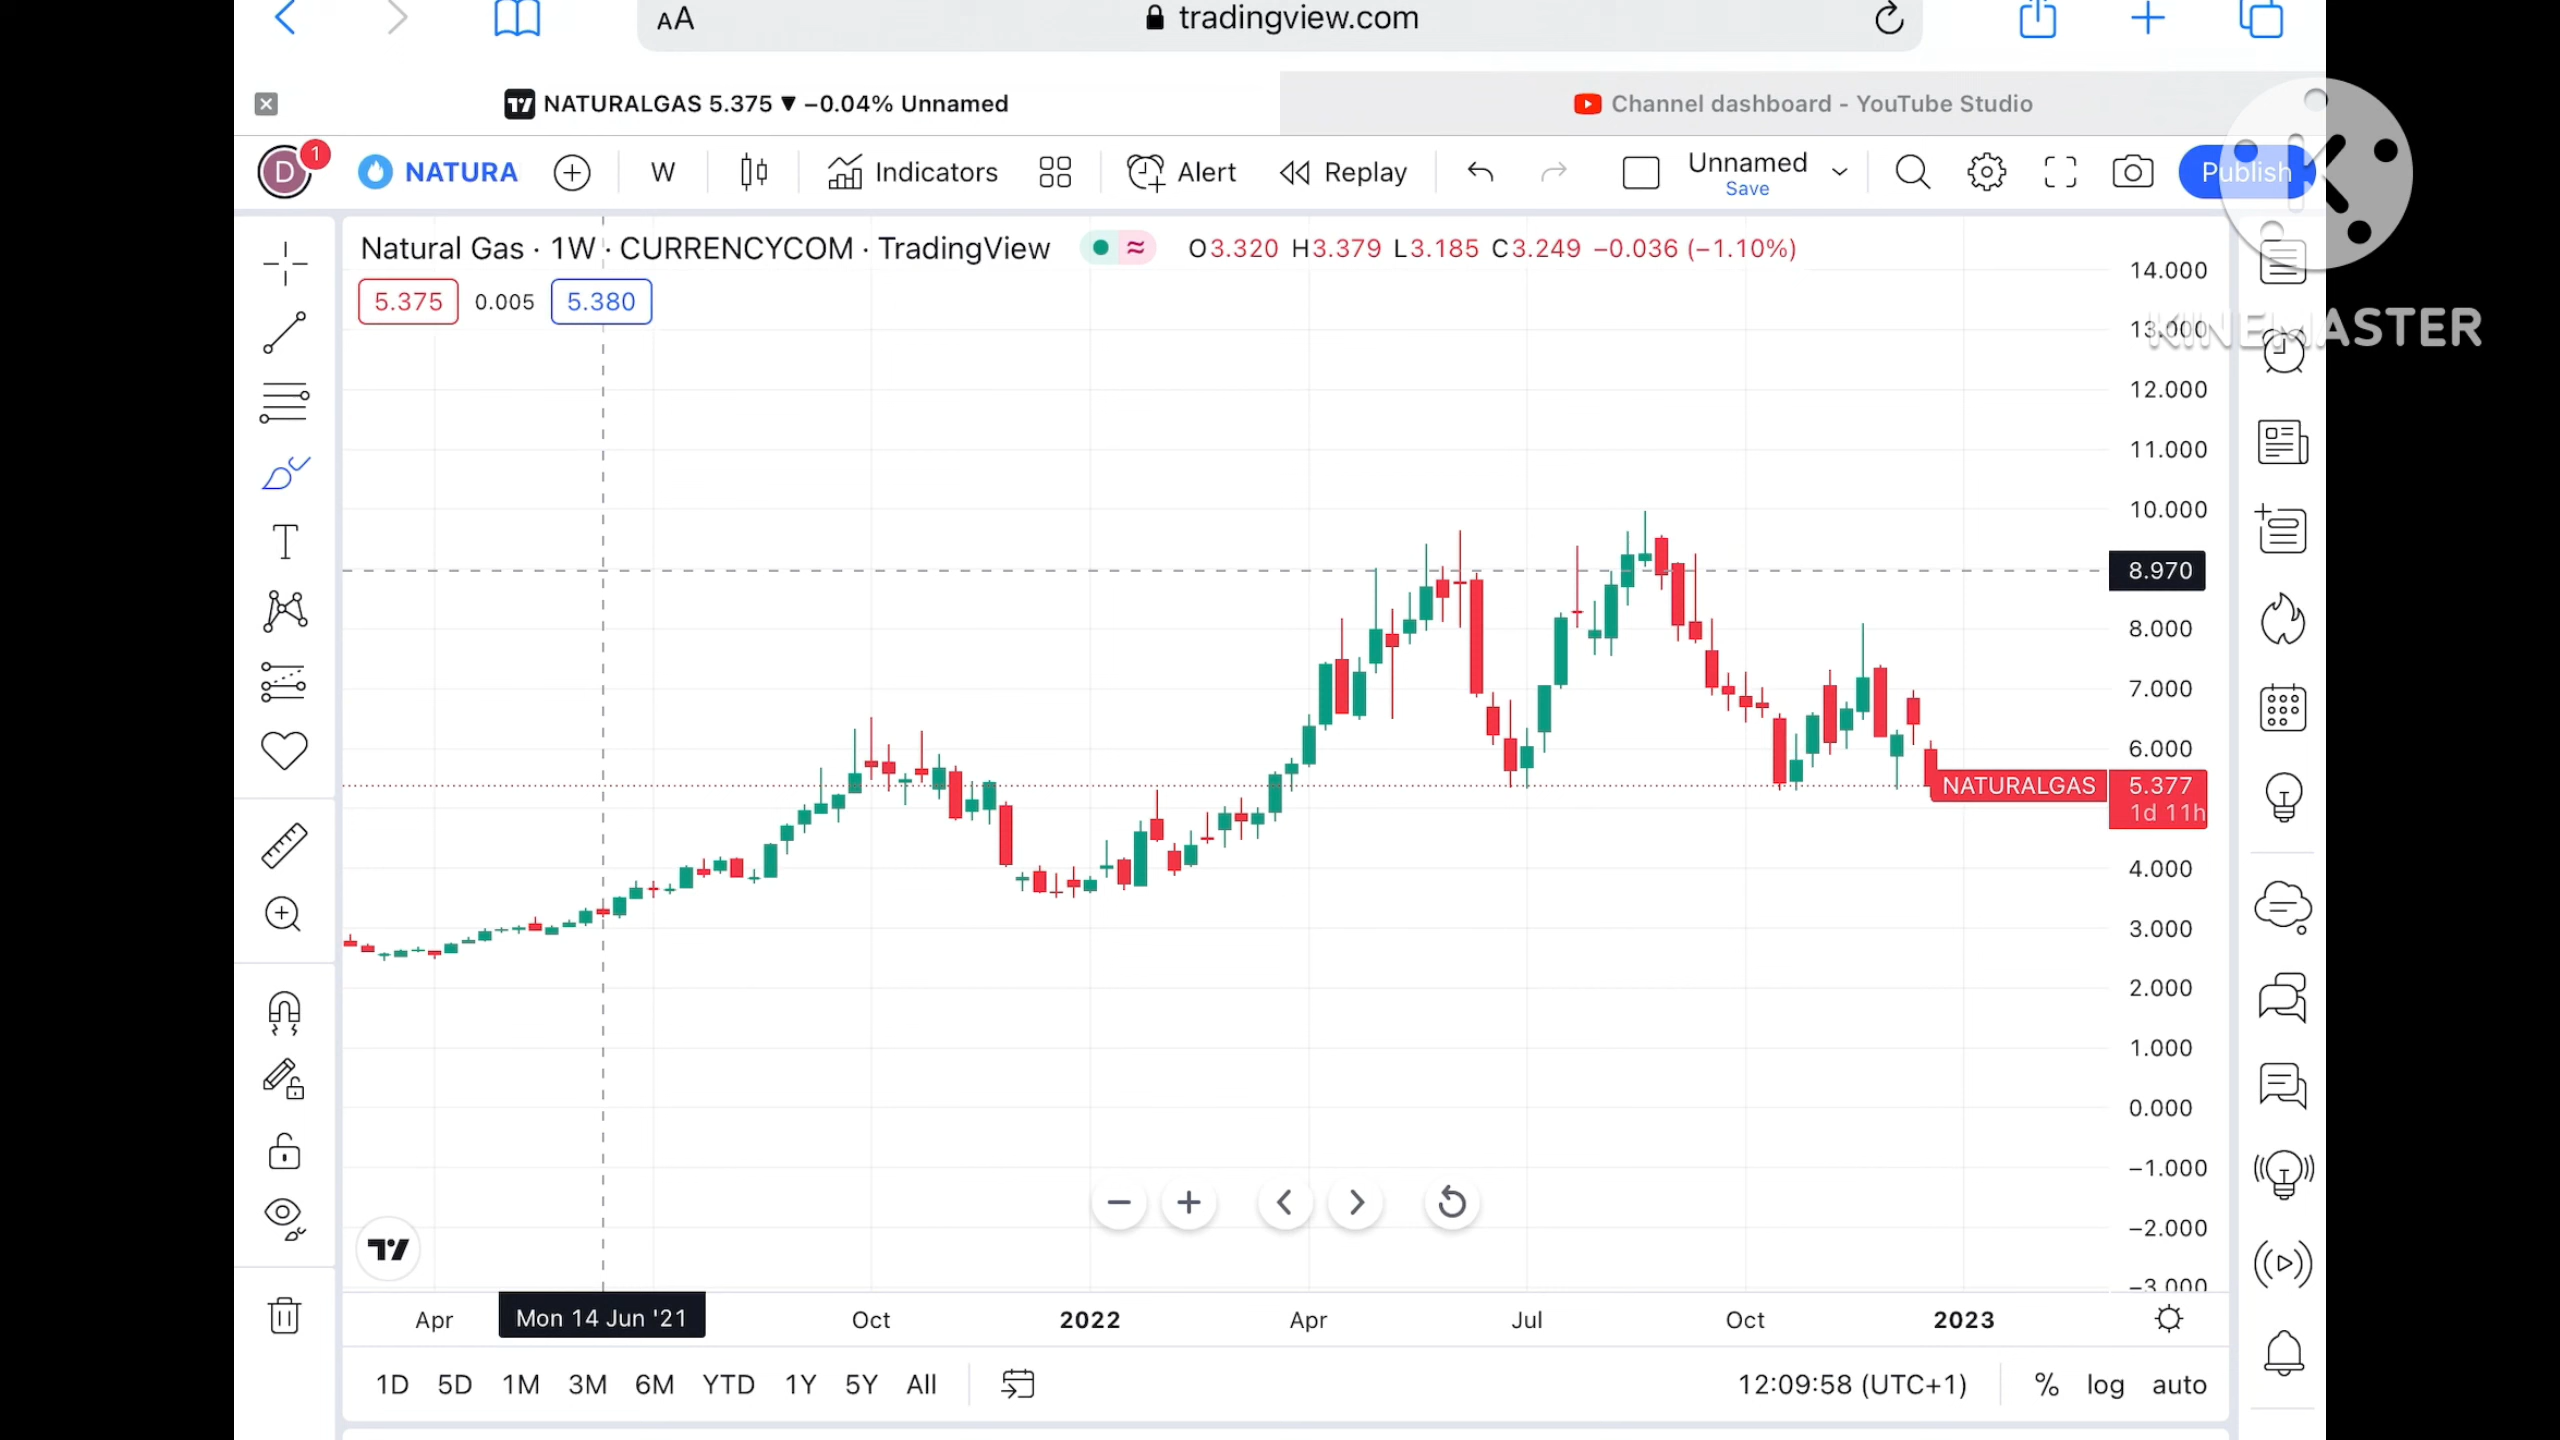 AA
tradingview.com
NATURALGAS 5.375 ▼ −0.04% Unnamed
Channel dashboard - YouTube Studio
D
1
NATURA
W
Indicators
Alert
Replay
Unnamed
Save
Publish
K
KINEMASTER
Natural Gas · 1W · CURRENCYCOM · TradingView
O3.320 H3.379 L3.185 C3.249 −0.036 (−1.10%)
5.375
0.005
5.380
14.000
13.000
12.000
11.000
10.000
8.970
8.000
7.000
6.000
NATURALGAS
5.377
1d 11h
4.000
3.000
2.000
1.000
0.000
−1.000
−2.000
−3.000
Apr
Mon 14 Jun '21
Oct
2022
Apr
Jul
Oct
2023
1D 5D 1M 3M 6M YTD 1Y 5Y All
12:09:58 (UTC+1)
% log auto